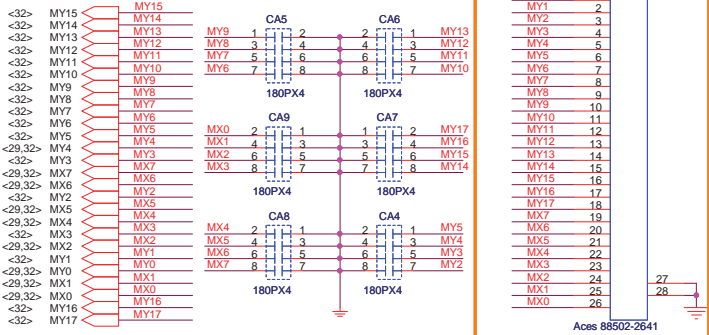 <32> MY15 MY15
<32> MY14 MY14
<32> MY13 MY13
<32> MY12 MY12
<32> MY11 MY11
<32> MY10 MY10
<32> MY9 MY9
<32> MY8 MY8
<32> MY7 MY7
<32> MY6 MY6
<32> MY5 MY5
<29,32> MY4 MY4
<32> MY3 MY3
<29,32> MX7 MX7
<29,32> MX6 MX6
<32> MY2 MY2
<29,32> MX5 MX5
<29,32> MX4 MX4
<29,32> MX3 MX3
<29,32> MX2 MX2
<32> MY1 MY1
<29,32> MY0 MY0
<29,32> MX1 MX1
<29,32> MX0 MX0
<32> MY16 MY16
<32> MY17 MY17
CA5 CA6
MY9 1 2 2 1 MY13
MY8 3 4 4 3 MY12
MY7 5 6 6 5 MY11
MY6 7 8 8 7 MY10
180PX4 180PX4
CA9 CA7
MX0 2 1 2 1 MY17
MX1 4 3 4 3 MY16
MX2 6 5 6 5 MY15
MX3 8 7 8 7 MY14
180PX4 180PX4
CA8 CA4
MX4 2 1 2 1 MY5
MX5 4 3 4 3 MY4
MX6 6 5 6 5 MY3
MX7 8 7 8 7 MY2
180PX4 180PX4
MY1 2
MY2 3
MY3 4
MY4 5
MY5 6
MY6 7
MY7 8
MY8 9
MY9 10
MY10 11
MY11 12
MY12 13
MY13 14
MY14 15
MY15 16
MY16 17
MY17 18
MX7 19
MX6 20
MX5 21
MX4 22
MX3 23
MX2 24 27
MX1 25 28
MX0 26
Aces 88502-2641